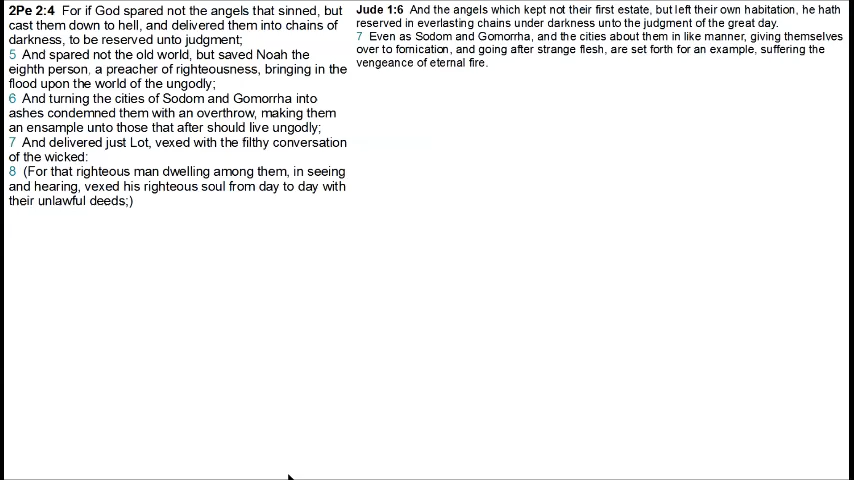 2Pe 2:4 For if God spared not the angels that sinned, but
cast them down to hell, and delivered them into chains of
darkness, to be reserved unto judgment;
5 And spared not the old world, but saved Noah the
eighth person, a preacher of righteousness, bringing in the
flood upon the world of the ungodly;
6 And turning the cities of Sodom and Gomorrha into
ashes condemned them with an overthrow, making them
an ensample unto those that after should live ungodly;
7 And delivered just Lot, vexed with the filthy conversation
of the wicked:
8 (For that righteous man dwelling among them, in seeing
and hearing, vexed his righteous soul from day to day with
their unlawful deeds;)
Jude 1:6 And the angels which kept not their first estate, but left their own habitation, he hath
reserved in everlasting chains under darkness unto the judgment of the great day.
7 Even as Sodom and Gomorrha, and the cities about them in like manner, giving themselves
over to fornication, and going after strange flesh, are set forth for an example, suffering the
vengeance of eternal fire.